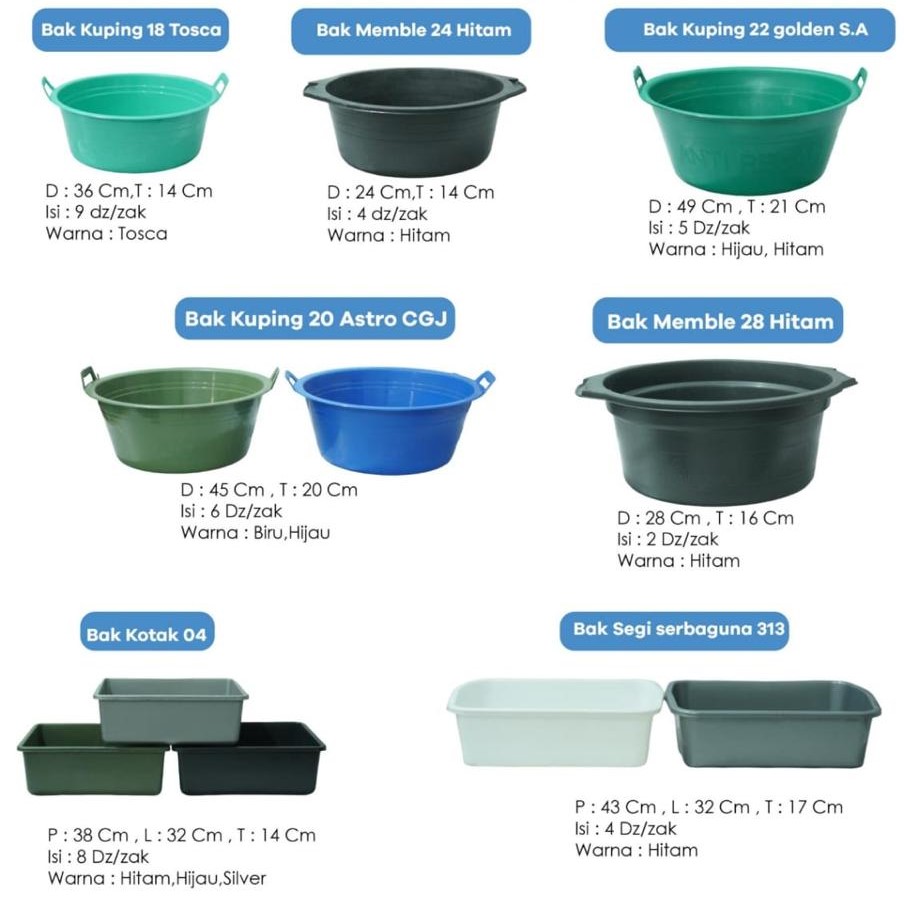 Bak Kuping 18 Tosca
D : 36 Cm,T : 14 Cm
Isi : 9 dz/zak
Warna : Tosca
Bak Memble 24 Hitam
D : 24 Cm,T : 14 Cm
Isi : 4 dz/zak
Warna : Hitam
Bak Kuping 22 golden S.A
D : 49 Cm , T : 21 Cm
Isi : 5 Dz/zak
Warna : Hijau, Hitam
Bak Kuping 20 Astro CGJ
D : 45 Cm , T : 20 Cm
Isi : 6 Dz/zak
Warna : Biru,Hijau
Bak Memble 28 Hitam
D : 28 Cm , T : 16 Cm
Isi : 2 Dz/zak
Warna : Hitam
Bak Kotak 04
P : 38 Cm , L : 32 Cm , T : 14 Cm
Isi : 8 Dz/zak
Warna : Hitam,Hijau,Silver
Bak Segi serbaguna 313
P : 43 Cm , L : 32 Cm , T : 17 Cm
Isi : 4 Dz/zak
Warna : Hitam